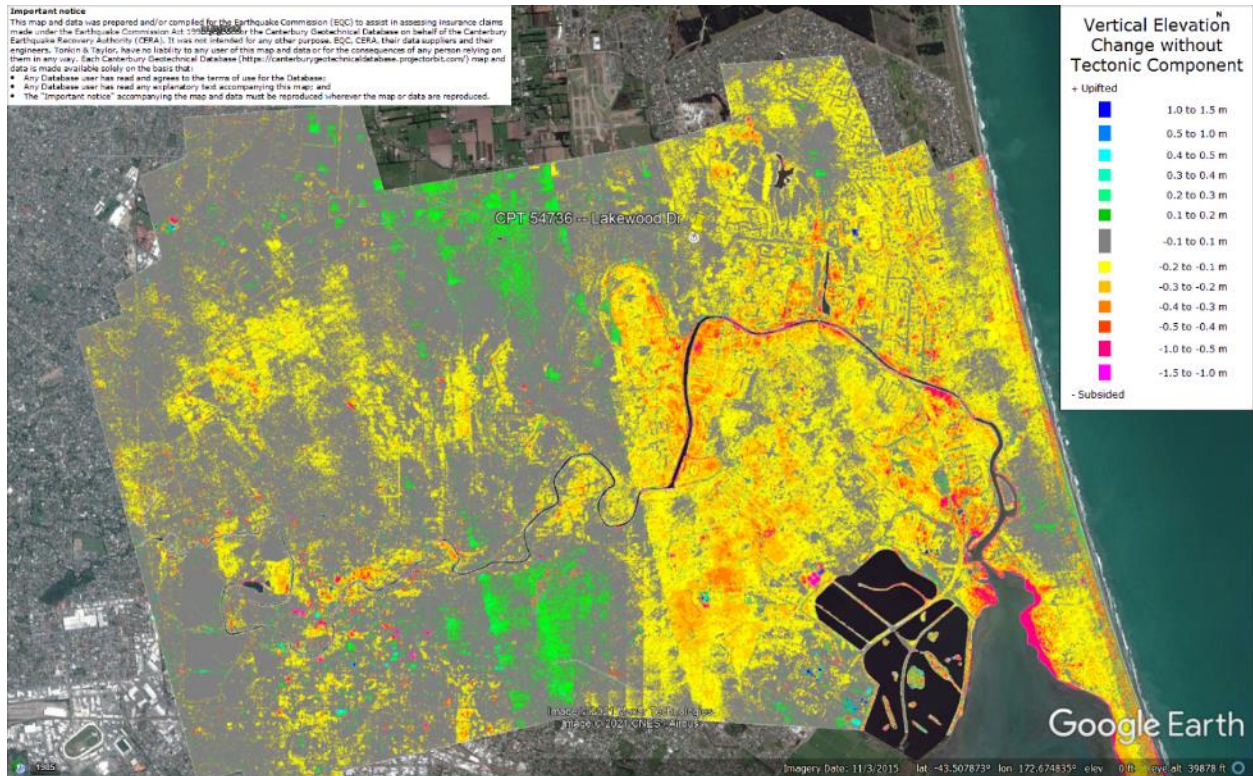 Important notice
This map and data was prepared and/or compiled for the Earthquake Commission (EQC) to assist in assessing insurance claims
made under the Earthquake Commission Act 1993 for the Canterbury Geotechnical Database on behalf of the Canterbury
Earthquake Recovery Authority (CERA). It was not intended for any other purpose. EQC, CERA, their data suppliers and their
engineers, Tonkin & Taylor, have no liability to any user of this map and data or for the consequences of any person relying on
them in any way. Each Canterbury Geotechnical Database (https://canterburygeotechnicaldatabase.projectorbit.com/) map and
data is made available solely on the basis that:
• Any Database user has read and agrees to the terms of use for the Database;
• Any Database user has read any explanatory text accompanying this map; and
• The "Important notice" accompanying the map and data must be reproduced wherever the map or data are reproduced.
N
Vertical Elevation
Change without
Tectonic Component
+ Uplifted
1.0 to 1.5 m
0.5 to 1.0 m
0.4 to 0.5 m
0.3 to 0.4 m
0.2 to 0.3 m
0.1 to 0.2 m
-0.1 to 0.1 m
-0.2 to -0.1 m
-0.3 to -0.2 m
-0.4 to -0.3 m
-0.5 to -0.4 m
-1.0 to -0.5 m
-1.5 to -1.0 m
- Subsided
CPT 54736 -- Lakewood Dr
Image © 2021 Technologies
Image © 2021 CNES / Airbus
Google Earth
1985
Imagery Date: 11/3/2015 lat -43.507873° lon 172.674835° elev 0 ft eye alt 39878 ft